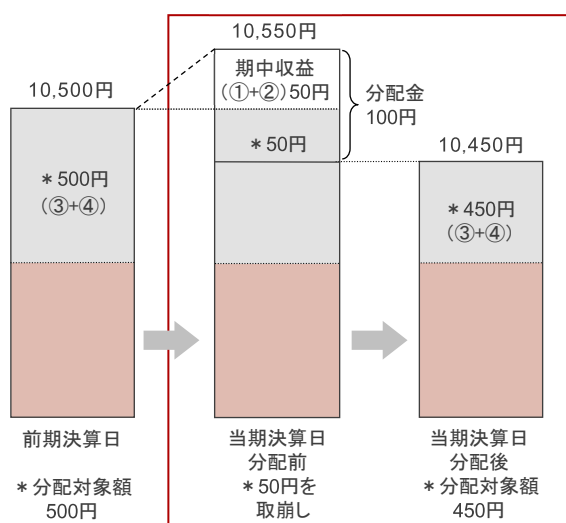 10,500円
＊500円
(③+④)
前期決算日
＊分配対象額
500円
10,550円
期中収益
(①+②)50円
＊50円
分配金
100円
当期決算日
分配前
＊50円を
取崩し
10,450円
＊450円
(③+④)
当期決算日
分配後
＊分配対象額
450円